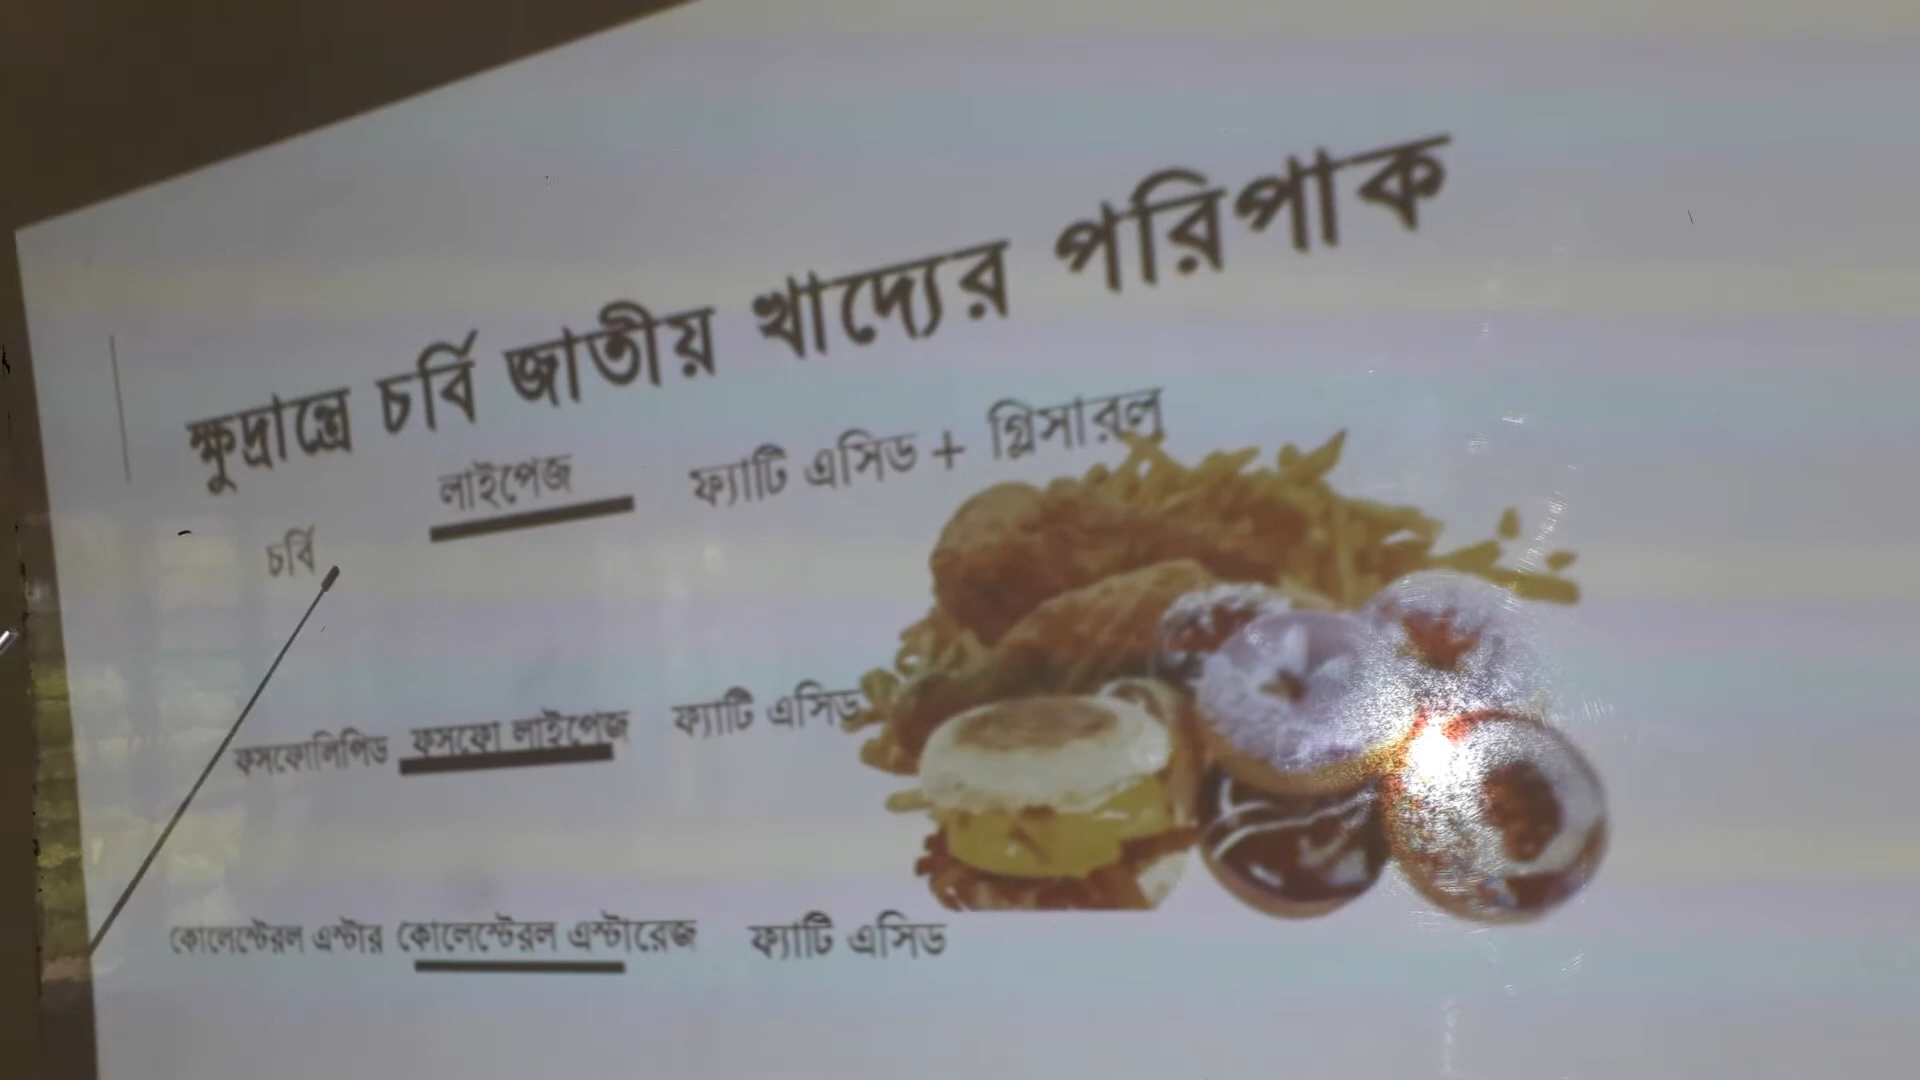 ক্ষুদ্রান্ত্রে চর্বি জাতীয় খাদ্যের পরিপাক
চর্বি লাইপেজ ফ্যাটি এসিড + গ্লিসারল
ফসফোলিপিড ফসফো লাইপেজ ফ্যাটি এসিড
কোলেস্টেরল এস্টার কোলেস্টেরল এস্টারেজ ফ্যাটি এসিড